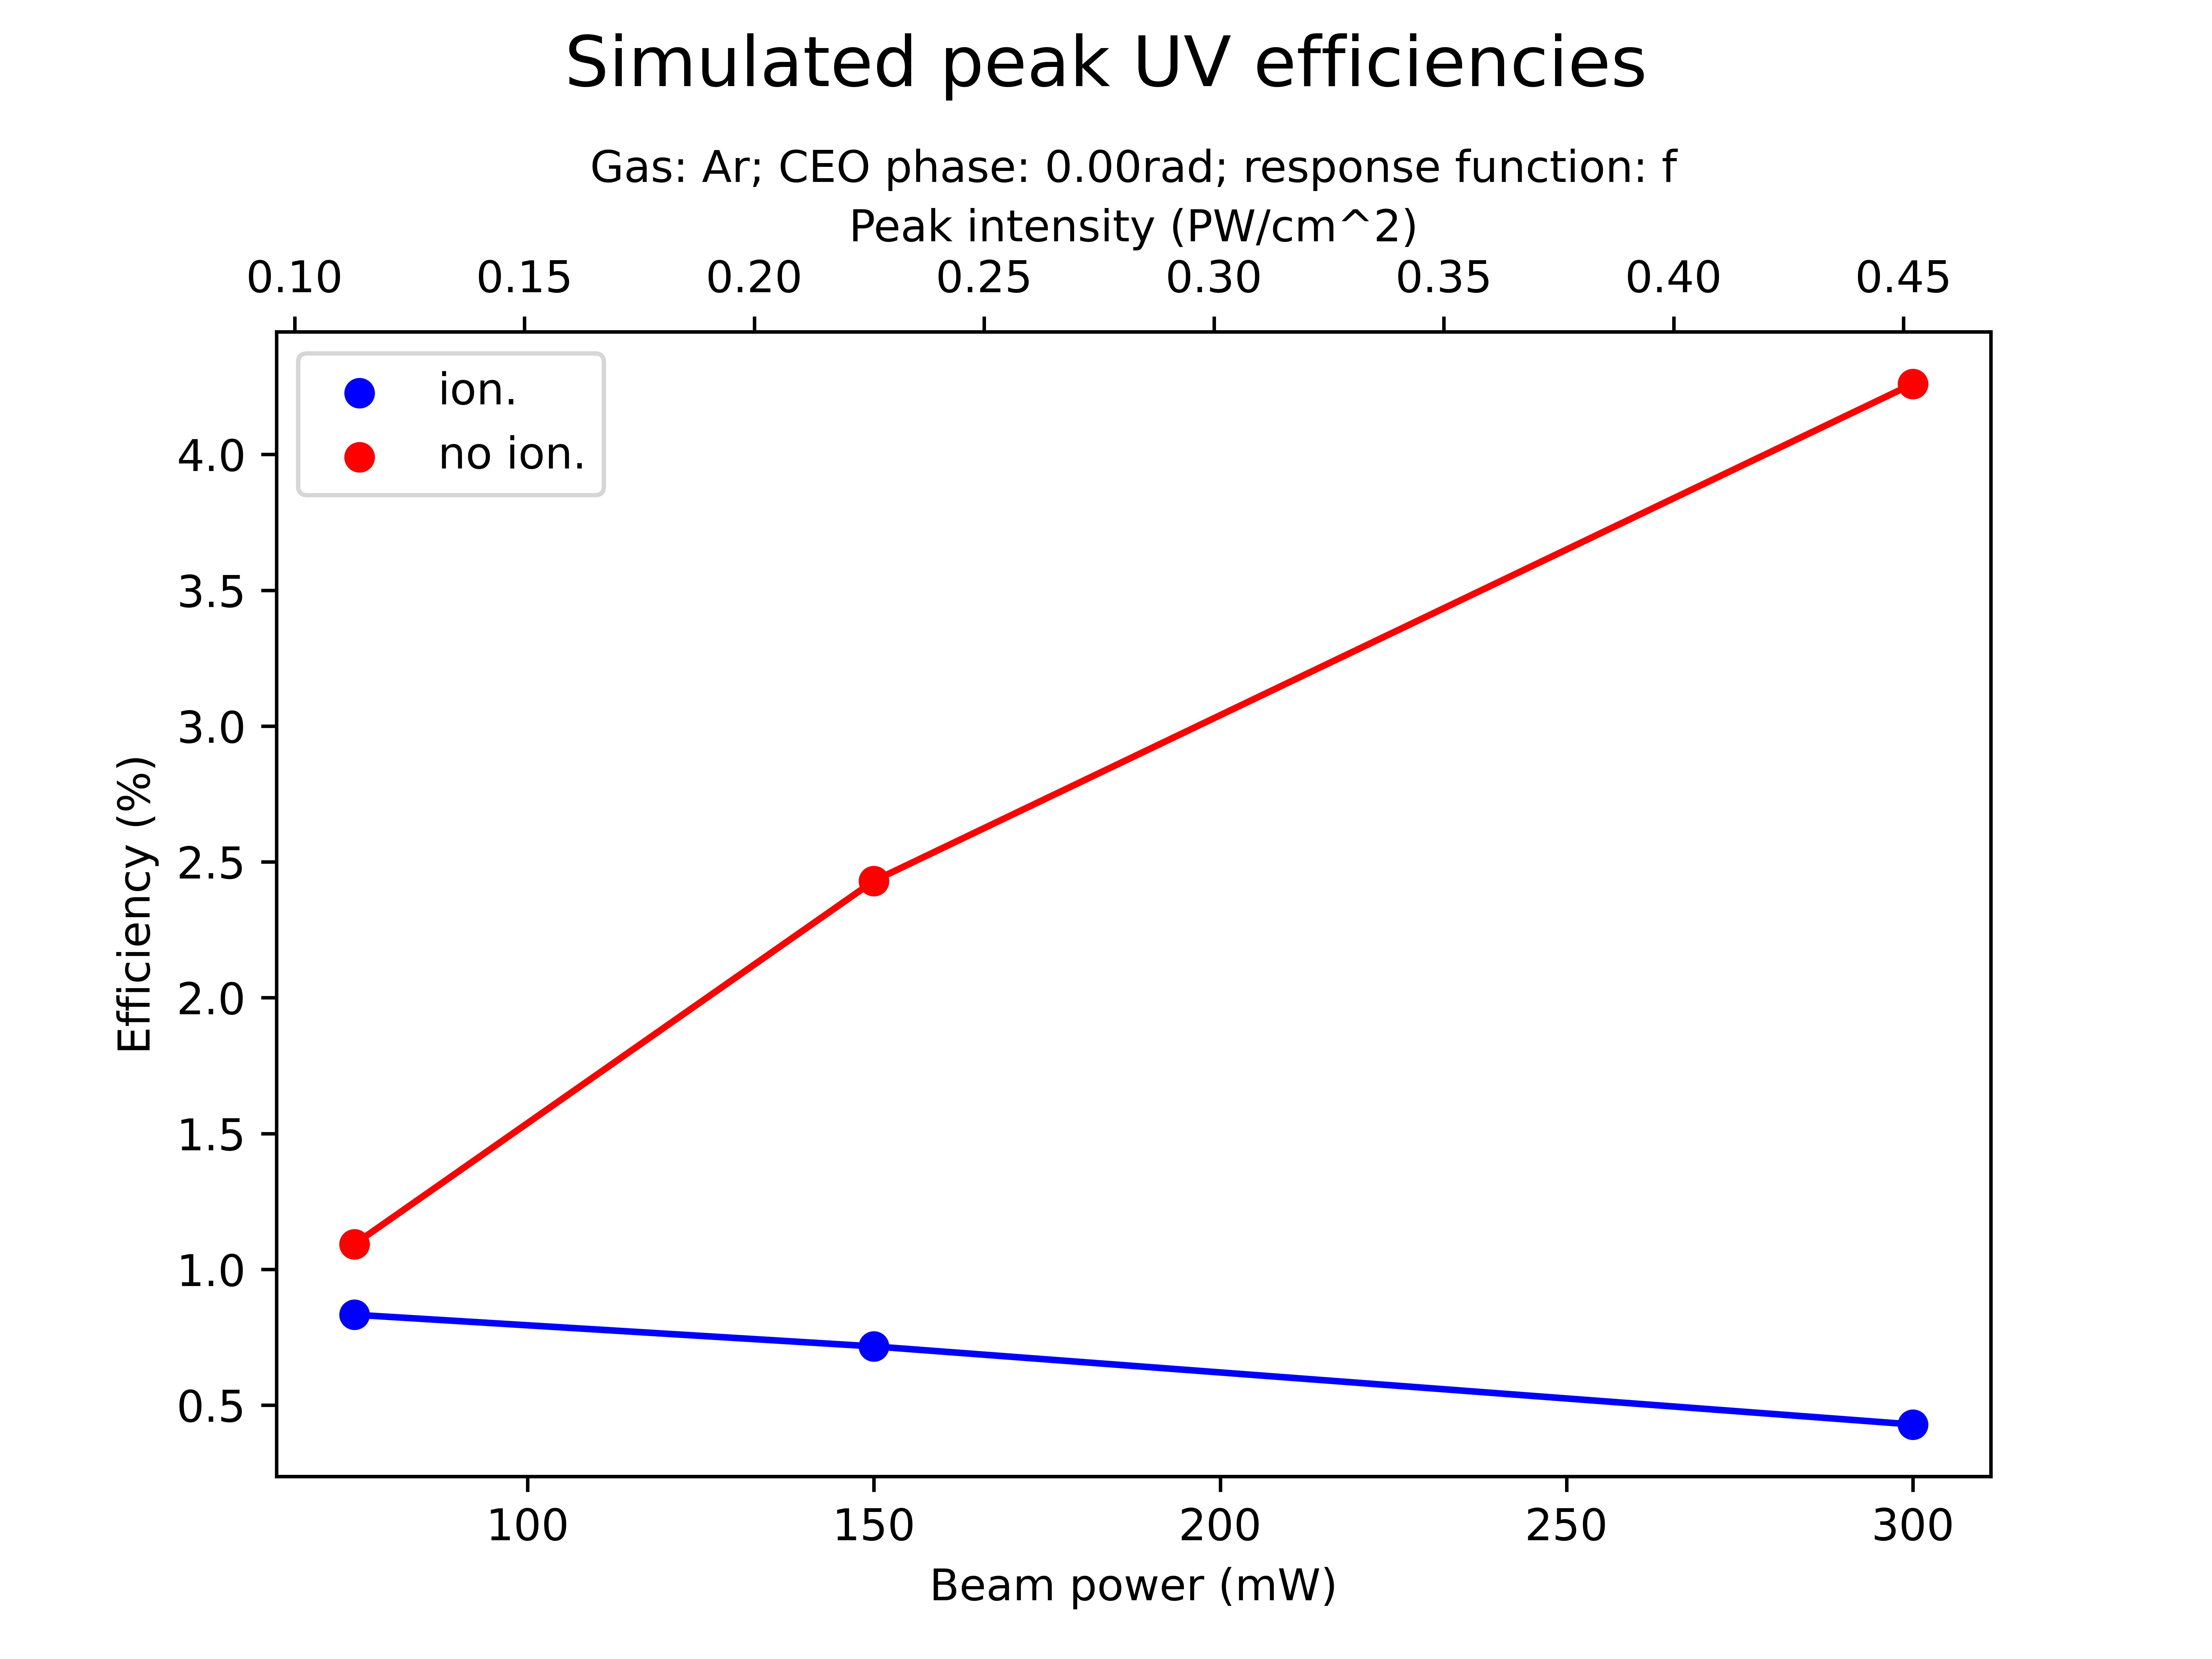 Simulated peak UV efficiencies
Gas: Ar; CEO phase: 0.00rad; response function: f
Peak intensity (PW/cm^2)
0.10 0.15 0.20 0.25 0.30 0.35 0.40 0.45
ion.
no ion.
4.0
3.5
3.0
2.5
2.0
1.5
1.0
0.5
Efficiency (%)
100 150 200 250 300
Beam power (mW)